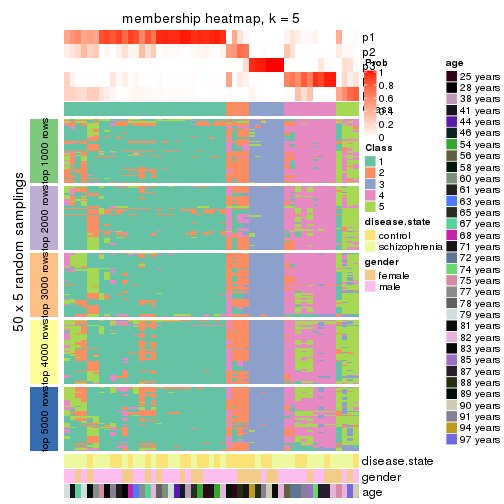 membership heatmap, k = 5
p1
p2
p3
Prob
1
0.8
0.6
0.4
0.2
0
Class
1
2
3
4
5
disease.state
control
schizophrenia
gender
female
male
age
25 years
28 years
38 years
41 years
44 years
46 years
54 years
56 years
58 years
60 years
61 years
63 years
65 years
67 years
68 years
71 years
72 years
74 years
75 years
77 years
78 years
79 years
81 years
82 years
83 years
85 years
87 years
88 years
89 years
90 years
91 years
94 years
97 years
50 x 5 random samplings
top 1000 rows
top 2000 rows
top 3000 rows
top 4000 rows
top 5000 rows
disease.state
gender
age